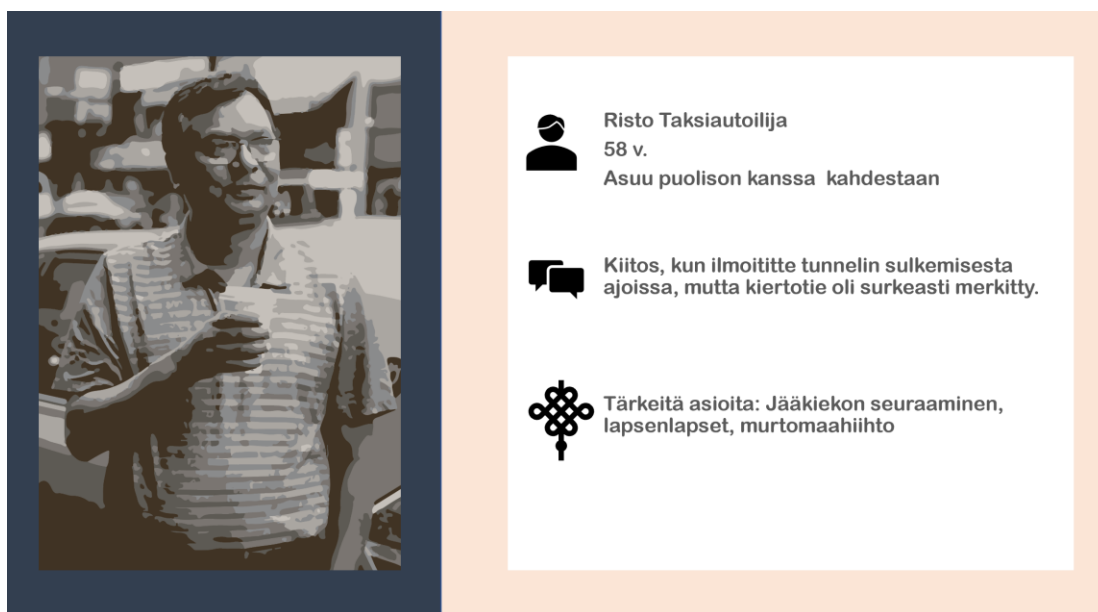 Risto Taksiautoilija
58 v.
Asuu puolison kanssa kahdestaan
Kiitos, kun ilmoititte tunnelin sulkemisesta
ajoissa, mutta kiertotie oli surkeasti merkitty.
Tärkeitä asioita: Jääkiekon seuraaminen,
lapsenlapset, murtomaahiihto